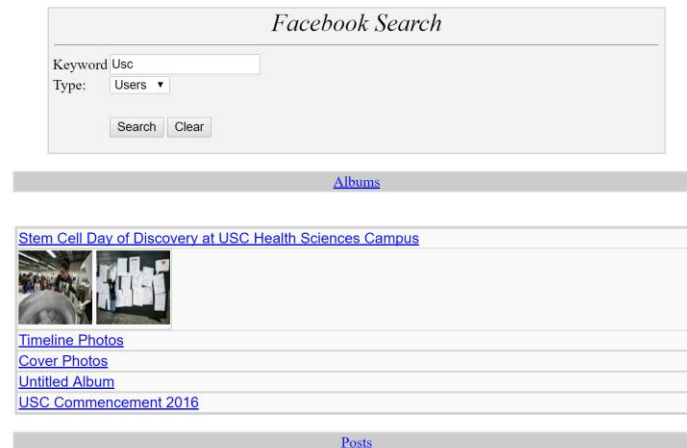 Facebook Search
Keyword Usc
Type: Users
Search Clear
Albums
Stem Cell Day of Discovery at USC Health Sciences Campus
Timeline Photos
Cover Photos
Untitled Album
USC Commencement 2016
Posts